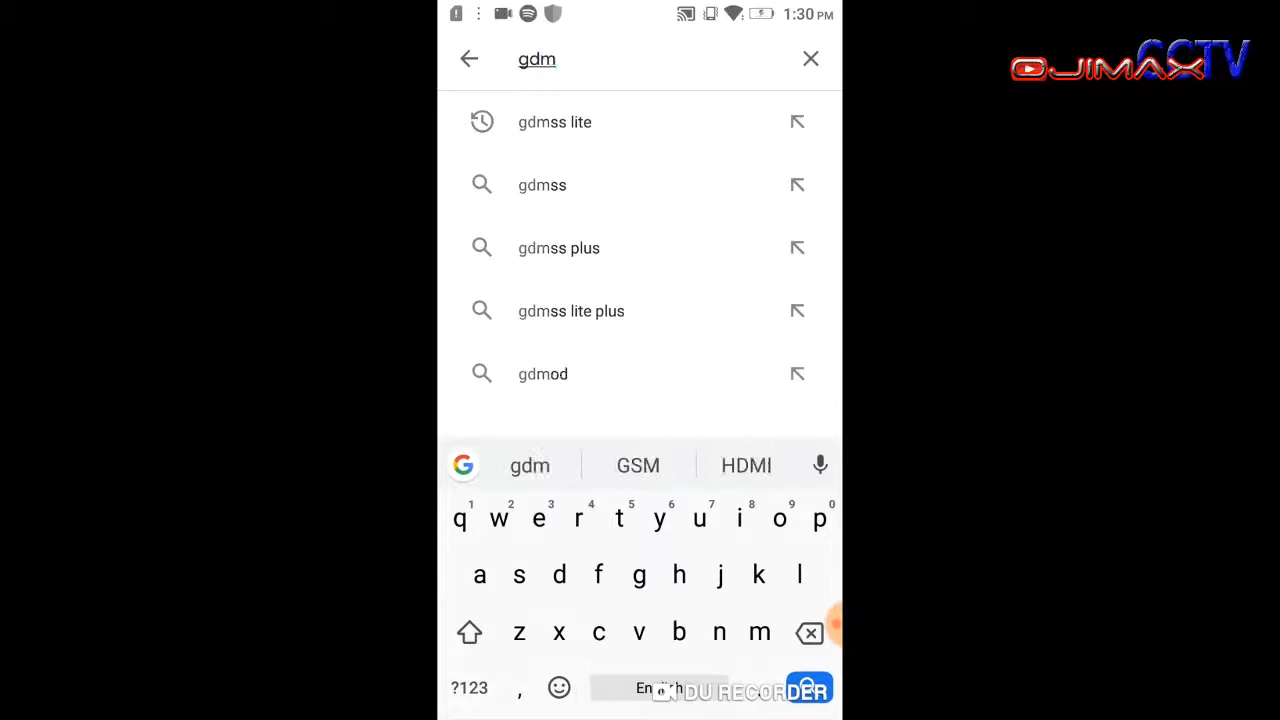 1:30 PM
OJIMAX CCTV
gdm
gdmss lite
gdmss
gdmss plus
gdmss lite plus
gdmod
gdm GSM HDMI
1 2 3 4 5 6 7 8 9 0
q w e r t y u i o p
a s d f g h j k l
z x c v b n m
?123 , English .
DU RECORDER